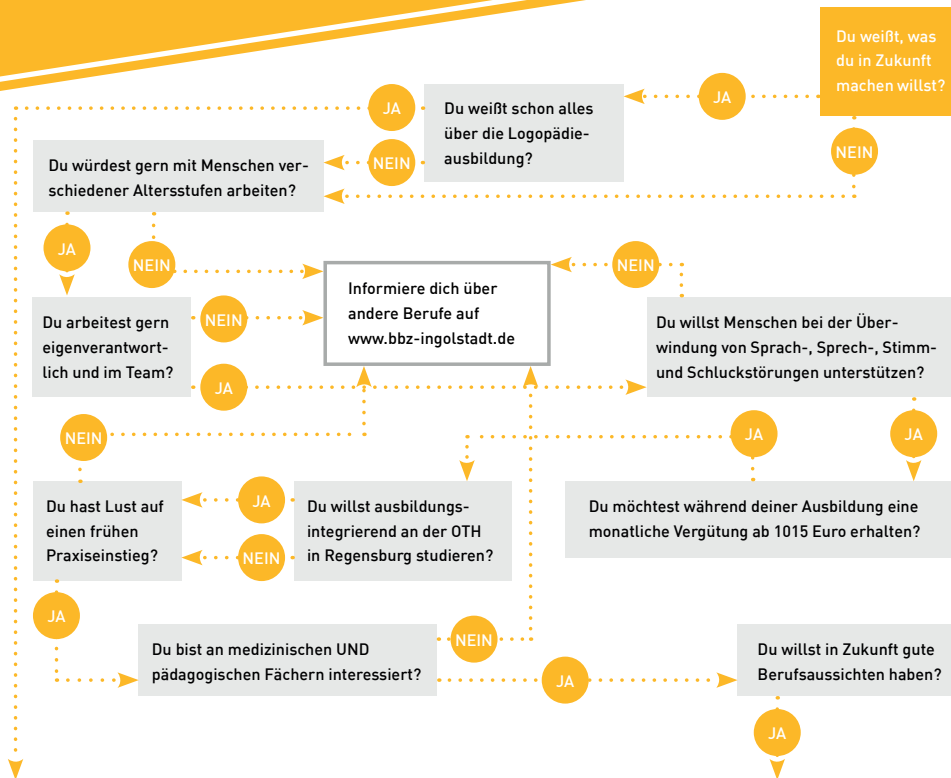 Du weißt, was
du in Zukunft
machen willst?
JA
NEIN
Du weißt schon alles
über die Logopädie-
ausbildung?
JA
NEIN
Du würdest gern mit Menschen ver-
schiedener Altersstufen arbeiten?
JA
NEIN
Informiere dich über
andere Berufe auf
www.bbz-ingolstadt.de
Du arbeitest gern
eigenverantwort-
lich und im Team?
NEIN
JA
NEIN
Du willst Menschen bei der Über-
windung von Sprach-, Sprech-, Stimm-
und Schluckstörungen unterstützen?
JA
Du möchtest während deiner Ausbildung eine
monatliche Vergütung ab 1015 Euro erhalten?
JA
Du willst ausbildungs-
integrierend an der OTH
in Regensburg studieren?
JA
NEIN
Du hast Lust auf
einen frühen
Praxiseinstieg?
NEIN
JA
Du bist an medizinischen UND
pädagogischen Fächern interessiert?
NEIN
JA
Du willst in Zukunft gute
Berufsaussichten haben?
JA